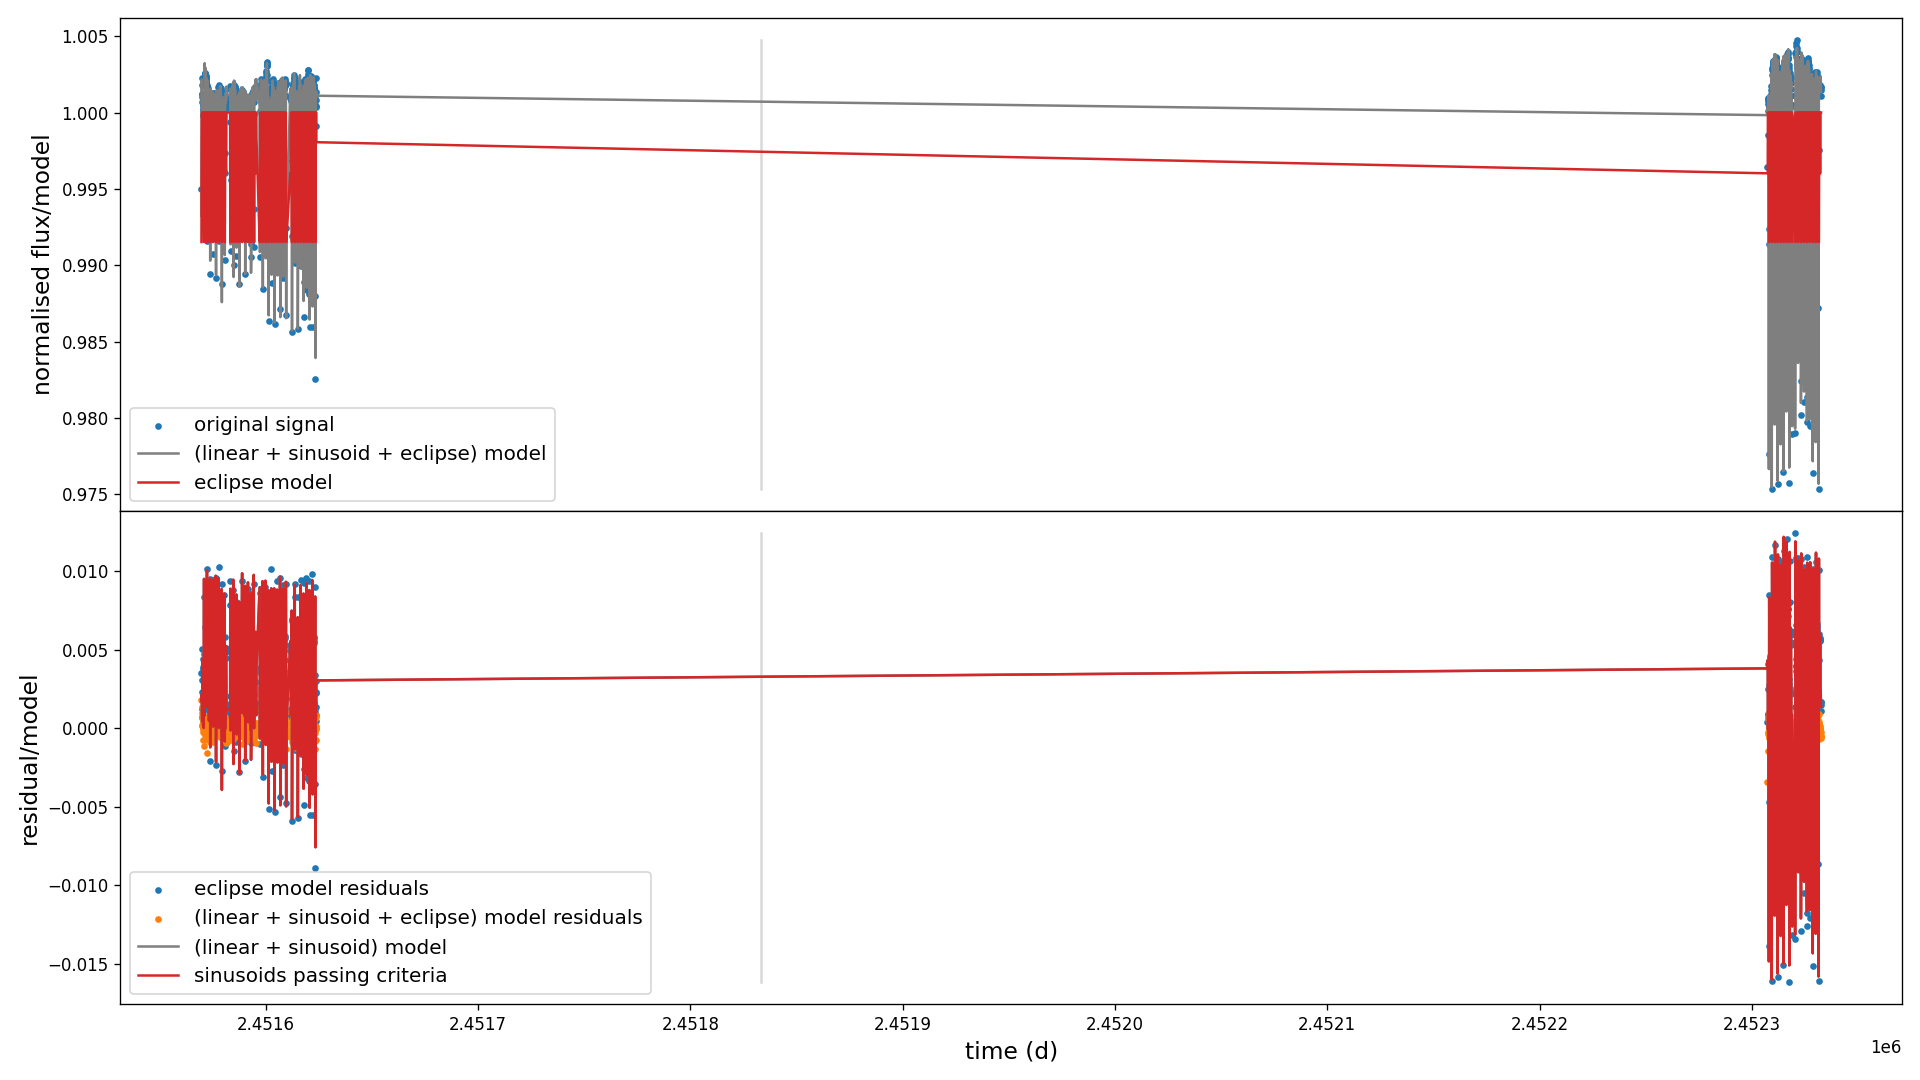 1.005
1.000
0.995
0.990
0.985
0.980
0.975
normalised flux/model
original signal
(linear + sinusoid + eclipse) model
eclipse model
0.010
0.005
0.000
−0.005
−0.010
−0.015
residual/model
eclipse model residuals
(linear + sinusoid + eclipse) model residuals
(linear + sinusoid) model
sinusoids passing criteria
2.4516 2.4517 2.4518 2.4519 2.4520 2.4521 2.4522 2.4523
1e6
time (d)